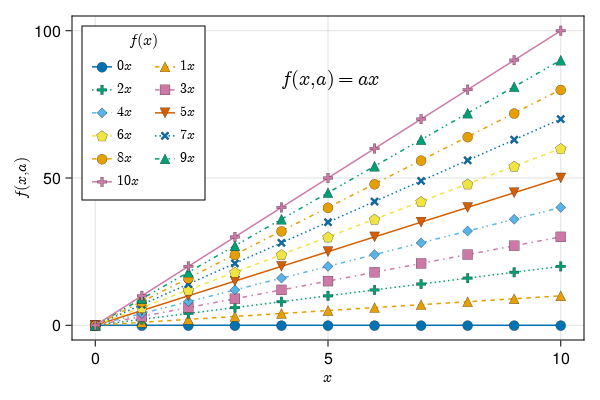 100
50
0
0
5
10
f(x,a)
x
f(x)
0x 1x
2x 3x
4x 5x
6x 7x
8x 9x
10x
f(x,a) = ax